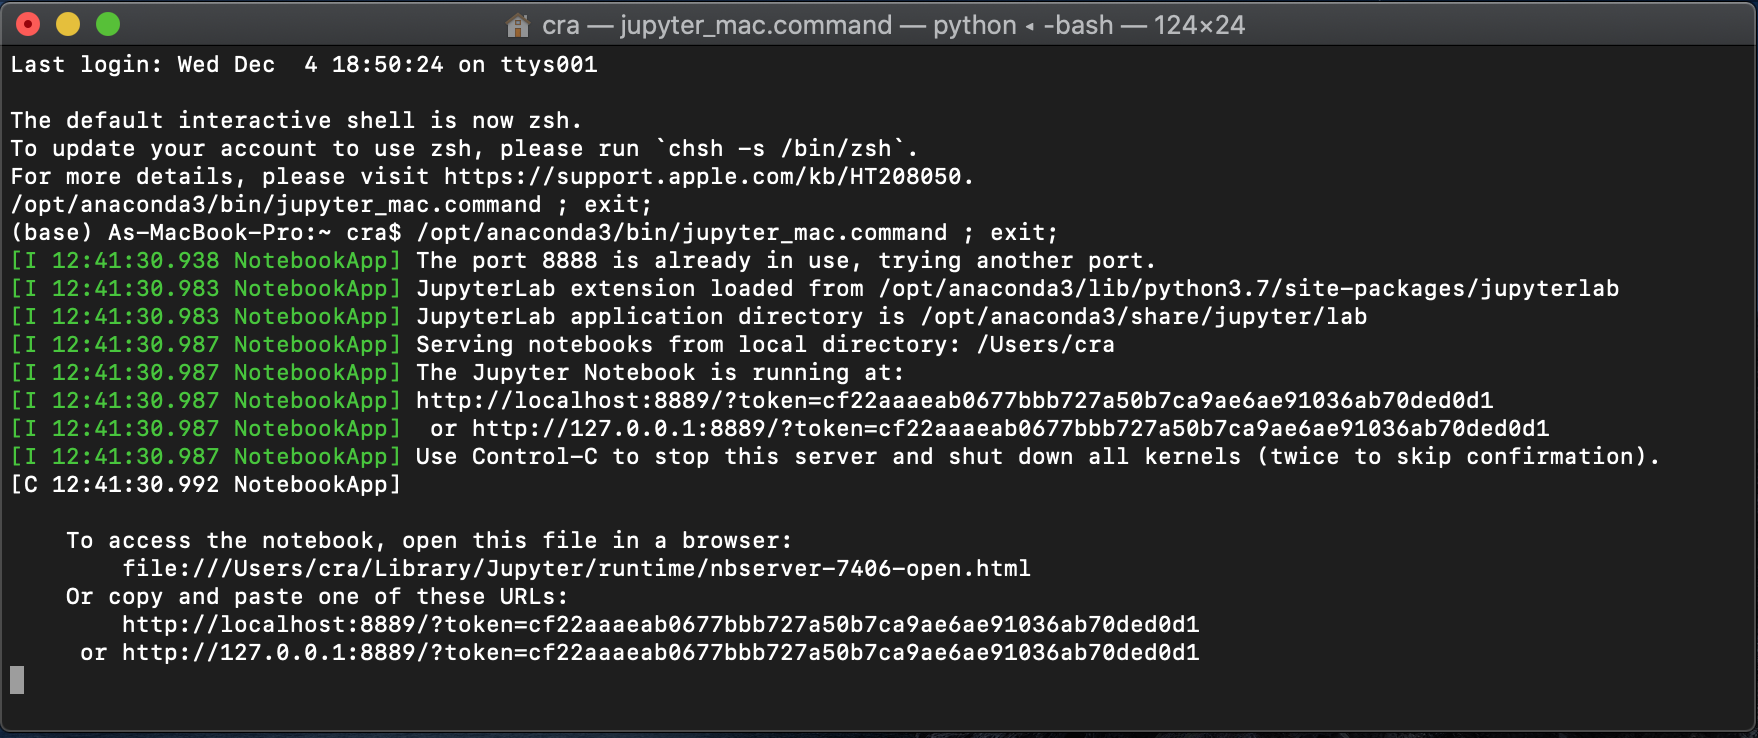 cra — jupyter_mac.command — python ◂ -bash — 124×24
Last login: Wed Dec  4 18:50:24 on ttys001
The default interactive shell is now zsh.
To update your account to use zsh, please run `chsh -s /bin/zsh`.
For more details, please visit https://support.apple.com/kb/HT208050.
/opt/anaconda3/bin/jupyter_mac.command ; exit;
(base) As-MacBook-Pro:~ cra$ /opt/anaconda3/bin/jupyter_mac.command ; exit;
[I 12:41:30.938 NotebookApp] The port 8888 is already in use, trying another port.
[I 12:41:30.983 NotebookApp] JupyterLab extension loaded from /opt/anaconda3/lib/python3.7/site-packages/jupyterlab
[I 12:41:30.983 NotebookApp] JupyterLab application directory is /opt/anaconda3/share/jupyter/lab
[I 12:41:30.987 NotebookApp] Serving notebooks from local directory: /Users/cra
[I 12:41:30.987 NotebookApp] The Jupyter Notebook is running at:
[I 12:41:30.987 NotebookApp] http://localhost:8889/?token=cf22aaaeab0677bbb727a50b7ca9ae6ae91036ab70ded0d1
[I 12:41:30.987 NotebookApp]  or http://127.0.0.1:8889/?token=cf22aaaeab0677bbb727a50b7ca9ae6ae91036ab70ded0d1
[I 12:41:30.987 NotebookApp] Use Control-C to stop this server and shut down all kernels (twice to skip confirmation).
[C 12:41:30.992 NotebookApp]
To access the notebook, open this file in a browser:
file:///Users/cra/Library/Jupyter/runtime/nbserver-7406-open.html
Or copy and paste one of these URLs:
http://localhost:8889/?token=cf22aaaeab0677bbb727a50b7ca9ae6ae91036ab70ded0d1
or http://127.0.0.1:8889/?token=cf22aaaeab0677bbb727a50b7ca9ae6ae91036ab70ded0d1